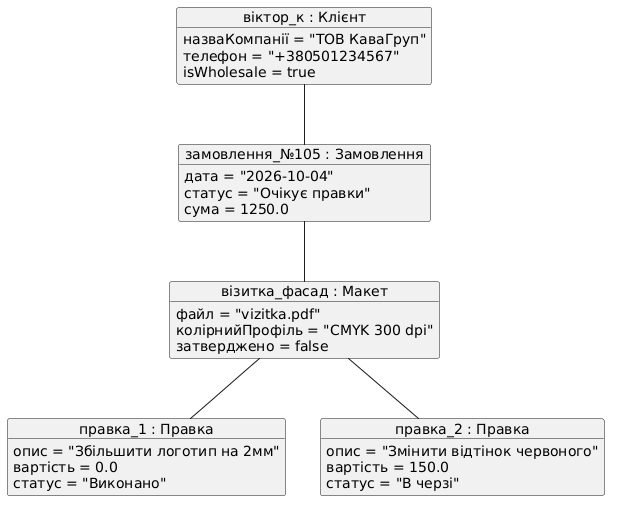 віктор_к : Клієнт
назваКомпанії = "ТОВ КаваГруп"
телефон = "+380501234567"
isWholesale = true
замовлення_№105 : Замовлення
дата = "2026-10-04"
статус = "Очікує правки"
сума = 1250.0
візитка_фасад : Макет
файл = "vizitka.pdf"
колірнийПрофіль = "CMYK 300 dpi"
затверджено = false
правка_1 : Правка
опис = "Збільшити логотип на 2мм"
вартість = 0.0
статус = "Виконано"
правка_2 : Правка
опис = "Змінити відтінок червоного"
вартість = 150.0
статус = "В черзі"